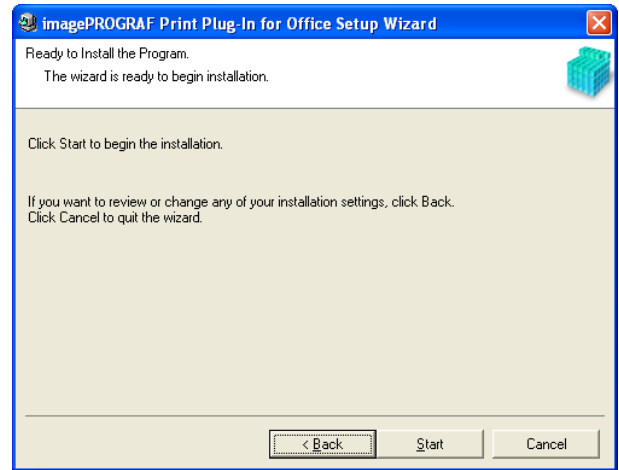 imagePROGRAF Print Plug-In for Office Setup Wizard
Ready to Install the Program.
The wizard is ready to begin installation.
Click Start to begin the installation.
If you want to review or change any of your installation settings, click Back.
Click Cancel to quit the wizard.
< Back Start Cancel